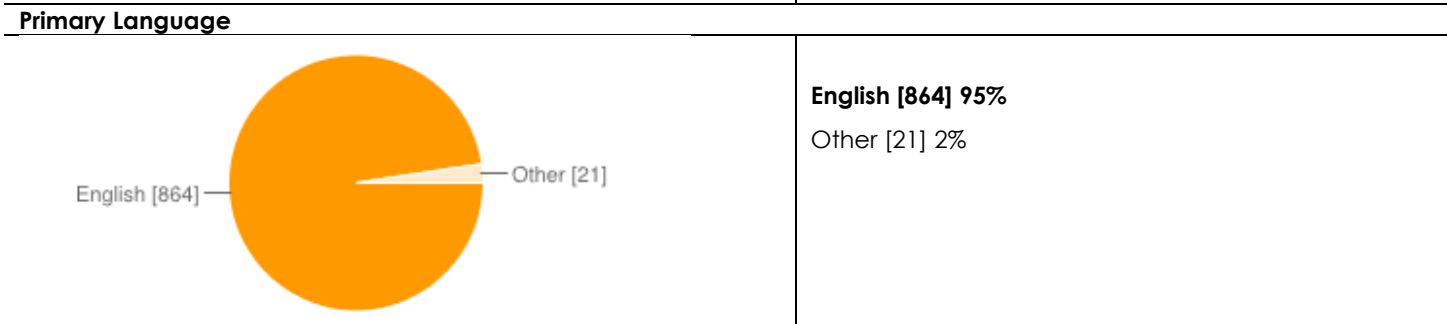 Primary Language
English [864]
Other [21]
English [864] 95%
Other [21] 2%